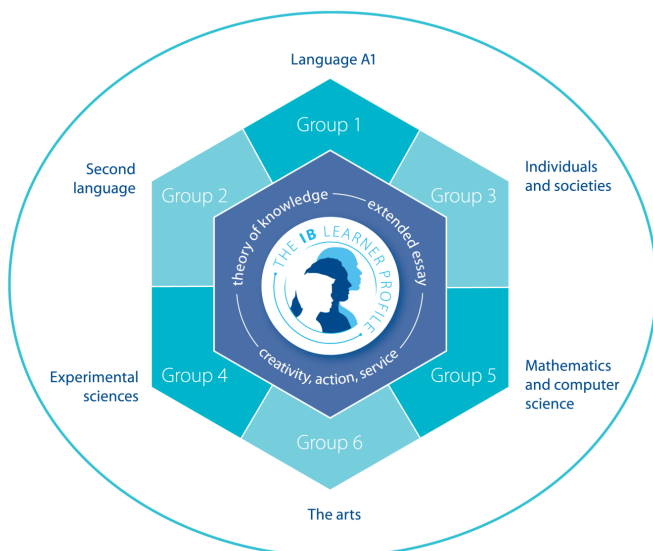 Language A1
Group 1
Second
language
Group 2
Group 3
Individuals
and societies
theory of knowledge
extended essay
THE IB LEARNER PROFILE
creativity, action, service
Experimental
sciences
Group 4
Group 5
Mathematics
and computer
science
Group 6
The arts